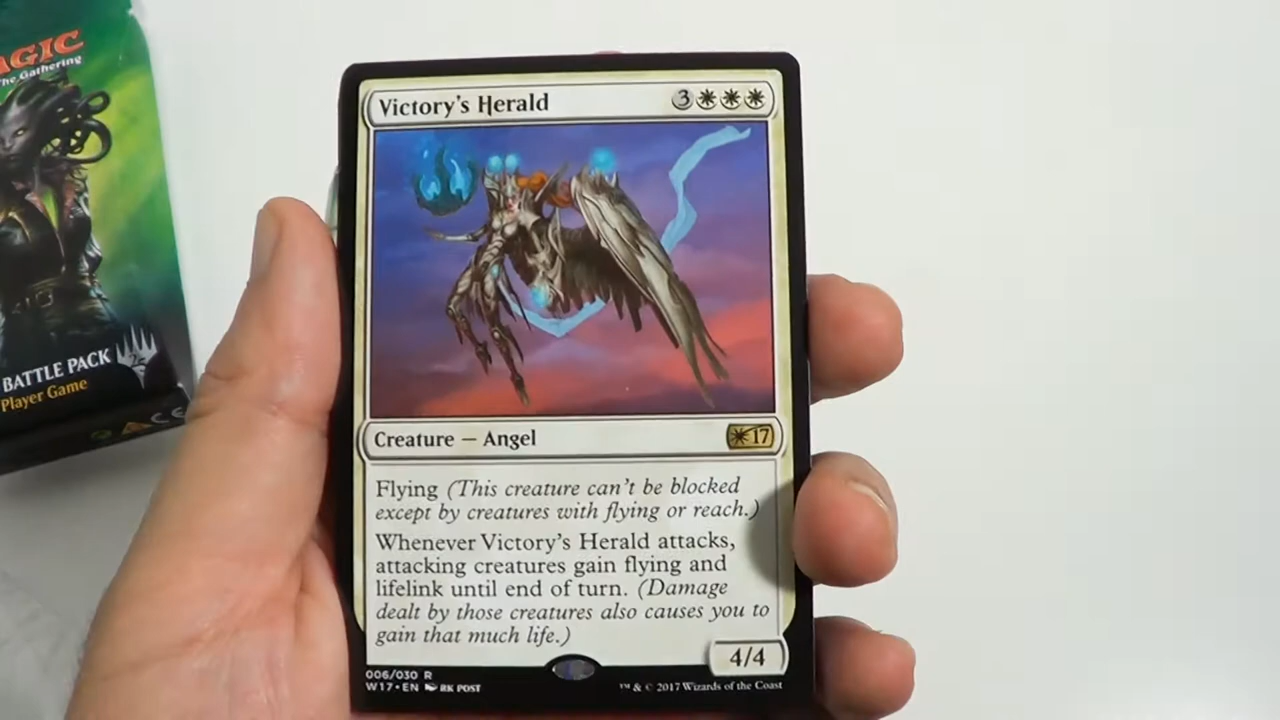 AGIC
The Gathering
BATTLE PACK
Player Game
Victory's Herald
3
Creature — Angel
17
Flying (This creature can't be blocked
except by creatures with flying or reach.)
Whenever Victory's Herald attacks,
attacking creatures gain flying and
lifelink until end of turn. (Damage
dealt by those creatures also causes you to
gain that much life.)
4/4
006/030 R
W17 • EN RK POST
™ & © 2017 Wizards of the Coast